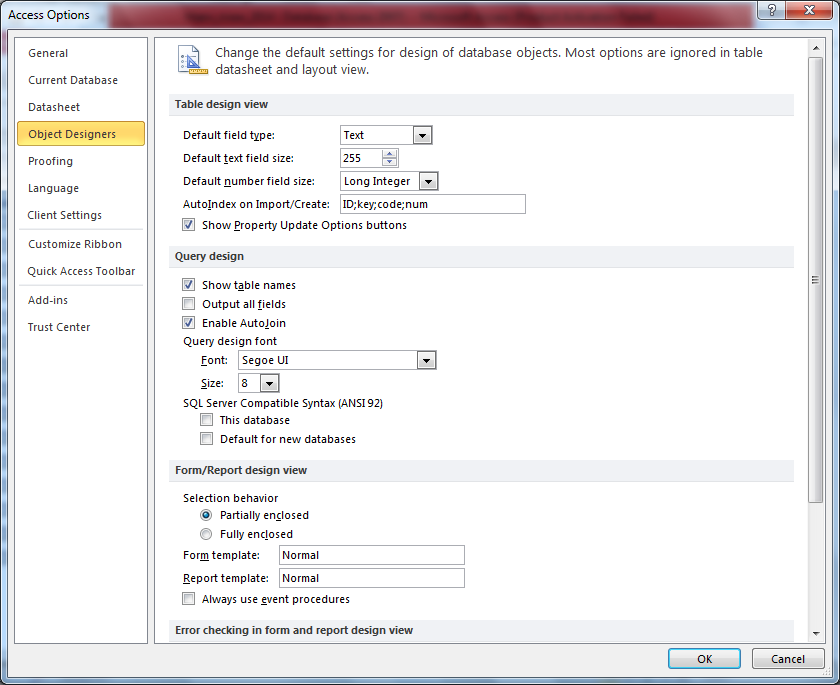 Access Options
General
Current Database
Datasheet
Object Designers
Proofing
Language
Client Settings
Customize Ribbon
Quick Access Toolbar
Add-ins
Trust Center
Change the default settings for design of database objects. Most options are ignored in table
datasheet and layout view.
Table design view
Default field type: Text
Default text field size: 255
Default number field size: Long Integer
AutoIndex on Import/Create: ID;key;code;num
Show Property Update Options buttons
Query design
Show table names
Output all fields
Enable AutoJoin
Query design font
Font: Segoe UI
Size: 8
SQL Server Compatible Syntax (ANSI 92)
This database
Default for new databases
Form/Report design view
Selection behavior
Partially enclosed
Fully enclosed
Form template: Normal
Report template: Normal
Always use event procedures
Error checking in form and report design view
OK Cancel